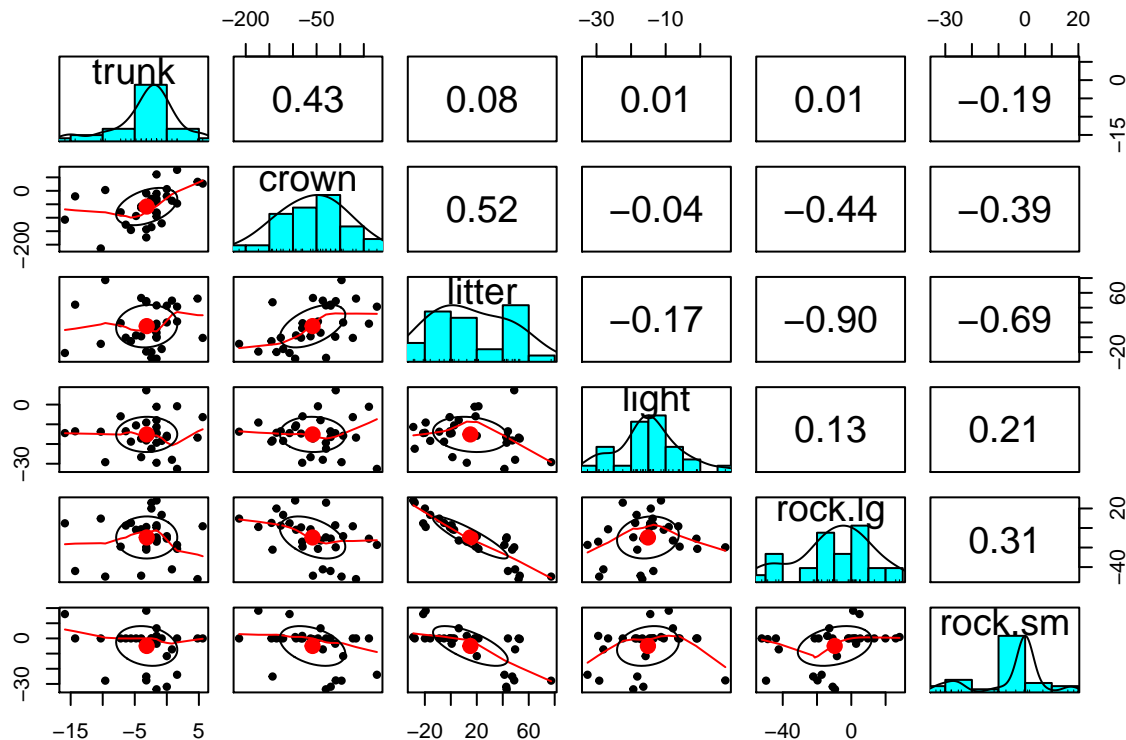 −200 −50 −30 −10 −30 0 20
trunk 0.43 0.08 0.01 0.01 −0.19 −15 0
0 −200 crown 0.52 −0.04 −0.44 −0.39
litter −0.17 −0.90 −0.69 −20 60
0 −30 light 0.13 0.21
rock.lg 0.31 −40 20
0 −30 rock.sm
−15 −5 5 −20 20 60 −40 0